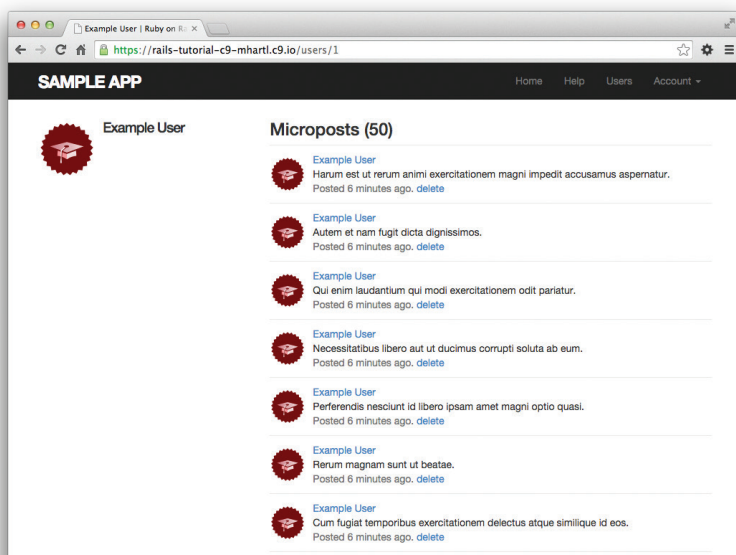 Example User | Ruby on Ra
https://rails-tutorial-c9-mhartl.c9.io/users/1
SAMPLE APP
Home Help Users Account
Example User
Microposts (50)
Example User
Harum est ut rerum animi exercitationem magni impedit accusamus aspernatur.
Posted 6 minutes ago. delete
Example User
Autem et nam fugit dicta dignissimos.
Posted 6 minutes ago. delete
Example User
Qui enim laudantium qui modi exercitationem odit pariatur.
Posted 6 minutes ago. delete
Example User
Necessitatibus libero aut ut ducimus corrupti soluta ab eum.
Posted 6 minutes ago. delete
Example User
Perferendis nesciunt id libero ipsam amet magni optio quasi.
Posted 6 minutes ago. delete
Example User
Rerum magnam sunt ut beatae.
Posted 6 minutes ago. delete
Example User
Cum fugiat temporibus exercitationem delectus atque similique id eos.
Posted 6 minutes ago. delete